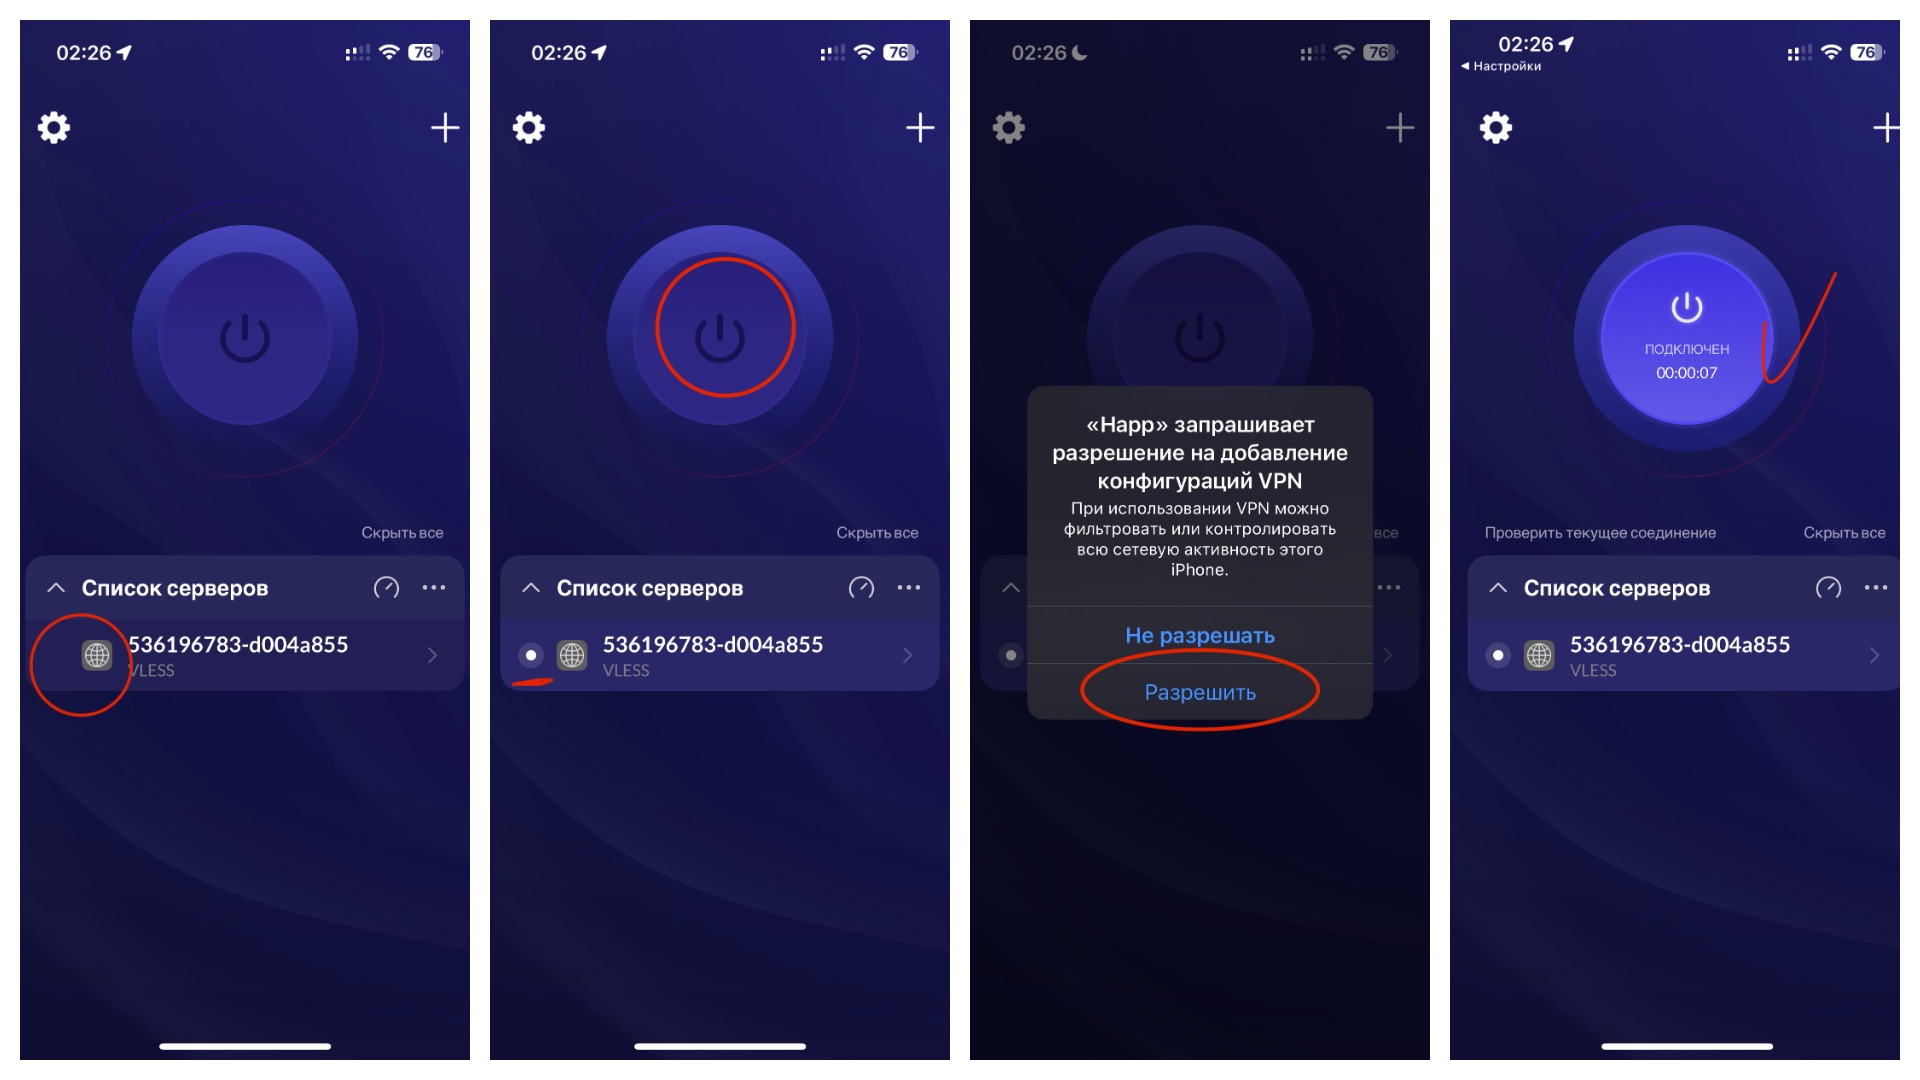 02:26
76
Скрыть все
Список серверов
536196783-d004a855
VLESS
02:26
76
Скрыть все
Список серверов
536196783-d004a855
VLESS
02:26
76
«Happ» запрашивает
разрешение на добавление
конфигураций VPN
При использовании VPN можно
фильтровать или контролировать
всю сетевую активность этого
iPhone.
все
Не разрешать
Разрешить
02:26
76
Настройки
ПОДКЛЮЧЕН
00:00:07
Проверить текущее соединение
Скрыть все
Список серверов
536196783-d004a855
VLESS